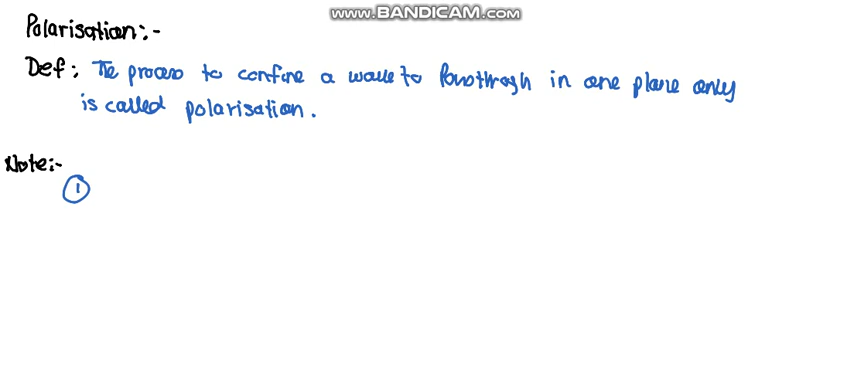 www.BANDICAM.com
Polarisation:-
Def: The process to confine a wave to Passthrough in one plane only
is called polarisation.
Note:-
1